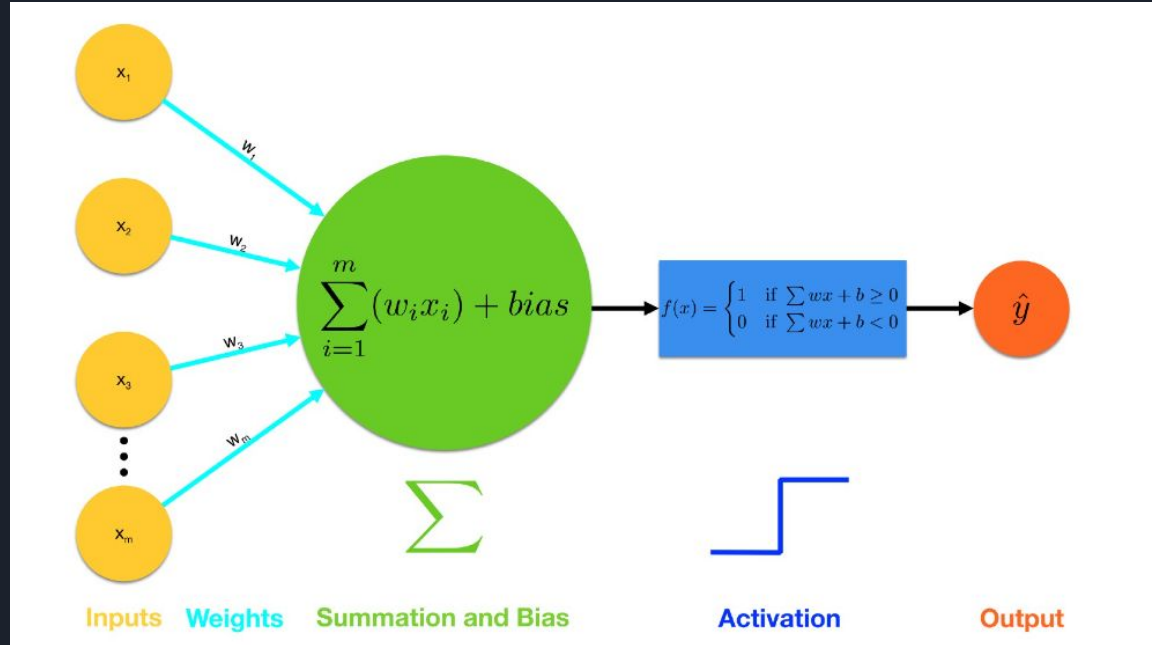 x₁
w₁
x₂
w₂
x₃
w₃
xₘ
wₘ
m
∑(wᵢxᵢ) + bias
i=1
f(x) = {1 if ∑ wx + b ≥ 0
0 if ∑ wx + b < 0
ŷ
∑
Inputs Weights Summation and Bias Activation Output